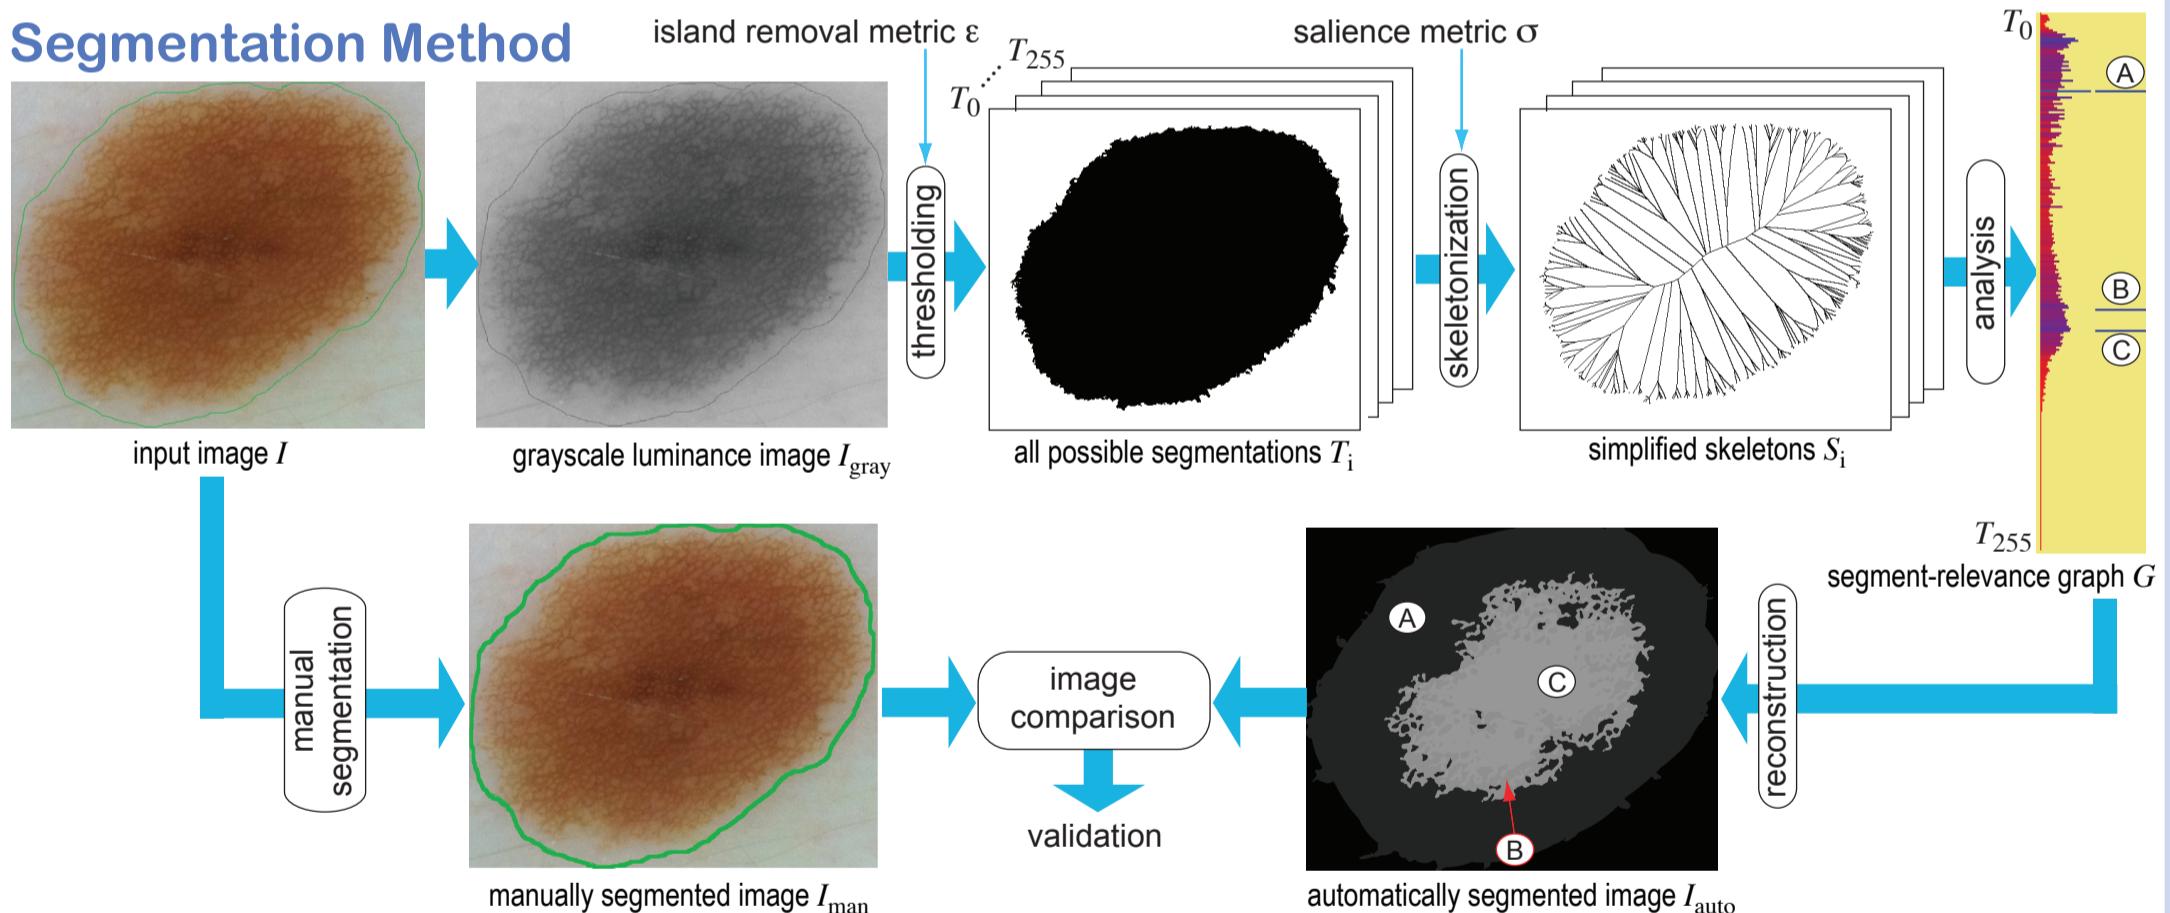 Segmentation Method
island removal metric ε
salience metric σ
T0
T255
T0
A
B
C
T255
thresholding
skeletonization
analysis
input image I
grayscale luminance image Igray
all possible segmentations Ti
simplified skeletons Si
segment-relevance graph G
manual
segmentation
image
comparison
validation
A
C
B
reconstruction
manually segmented image Iman
automatically segmented image Iauto